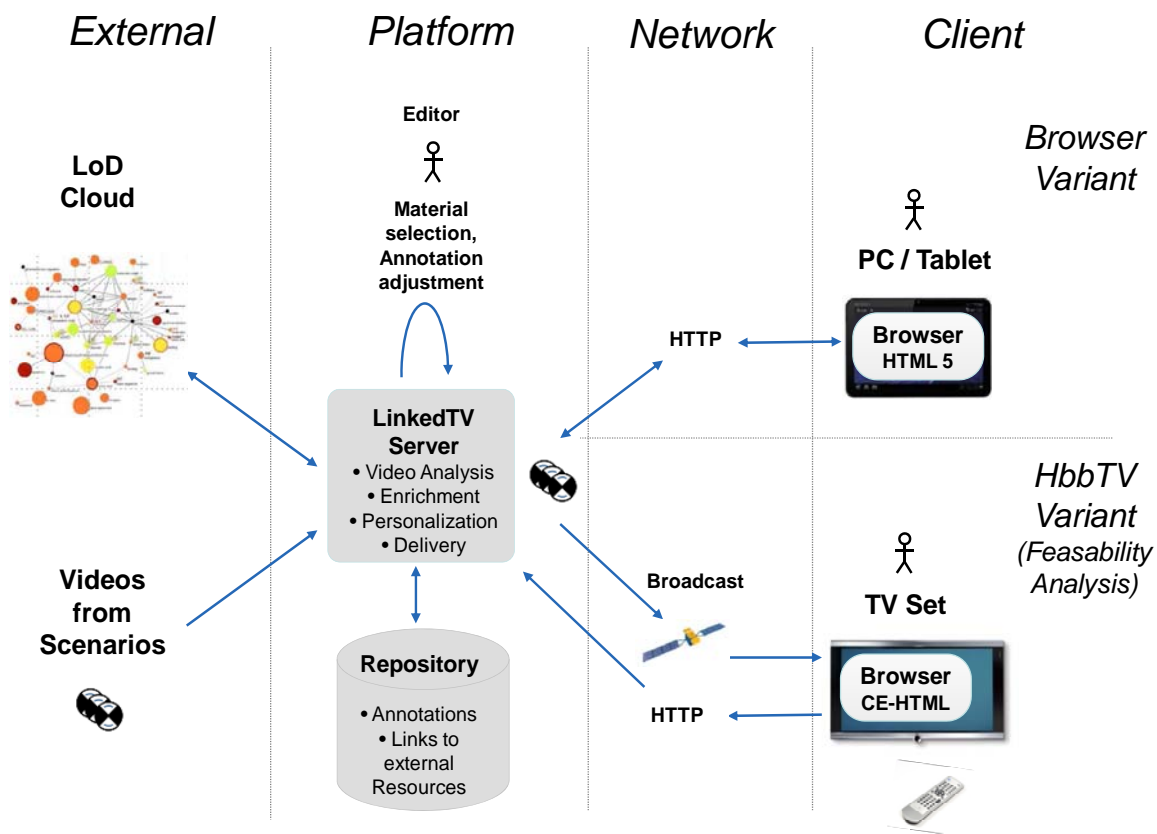 External
Platform
Network
Client
Editor
Browser
Variant
LoD
Cloud
Material
selection,
Annotation
adjustment
PC / Tablet
HTTP
Browser
HTML 5
LinkedTV
Server
• Video Analysis
• Enrichment
• Personalization
• Delivery
HbbTV
Variant
(Feasability
Analysis)
Videos
from
Scenarios
Broadcast
TV Set
Repository
• Annotations
• Links to
external
Resources
HTTP
Browser
CE-HTML